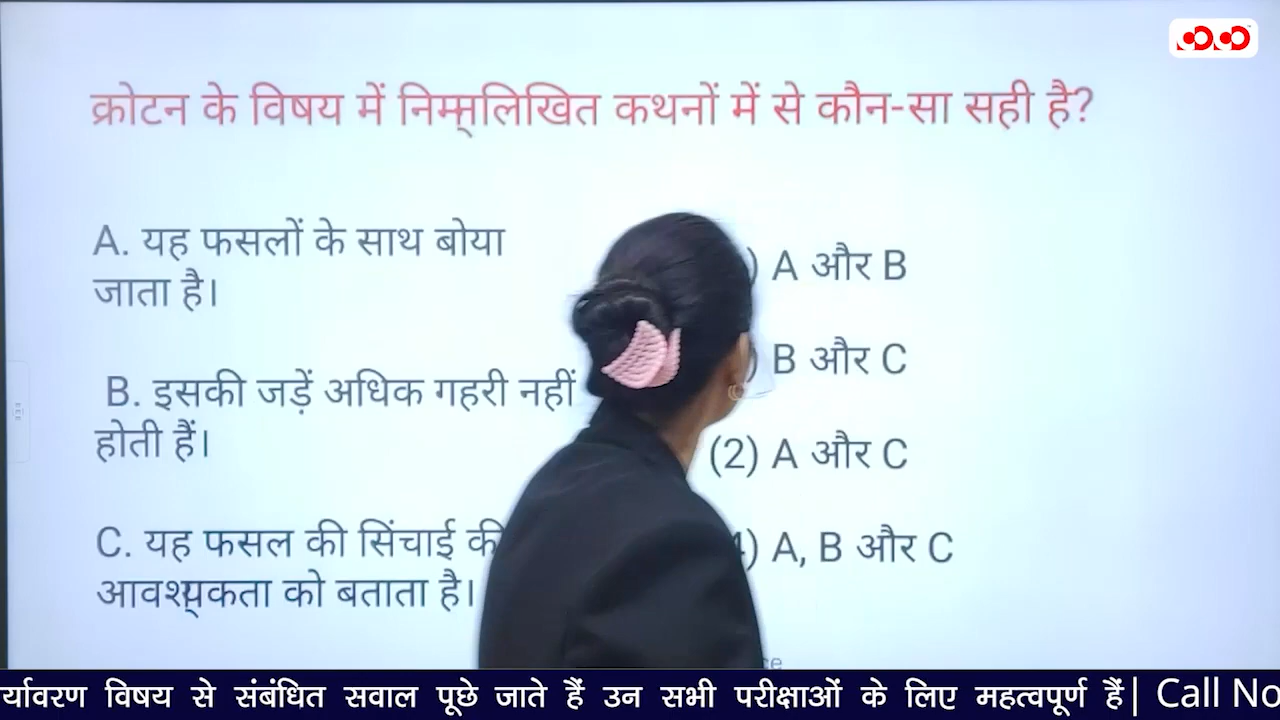 क्रोटन के विषय में निम्म्नलिखित कथनों में से कौन-सा सही है?
A. यह फसलों के साथ बोया
जाता है।
B. इसकी जड़ें अधिक गहरी नहीं
होती हैं।
C. यह फसल की सिंचाई की
आवश्यकता को बताता है।
) A और B
) B और C
(2) A और C
4) A, B और C
र्यावरण विषय से संबंधित सवाल पूछे जाते हैं उन सभी परीक्षाओं के लिए महत्वपूर्ण हैं| Call No